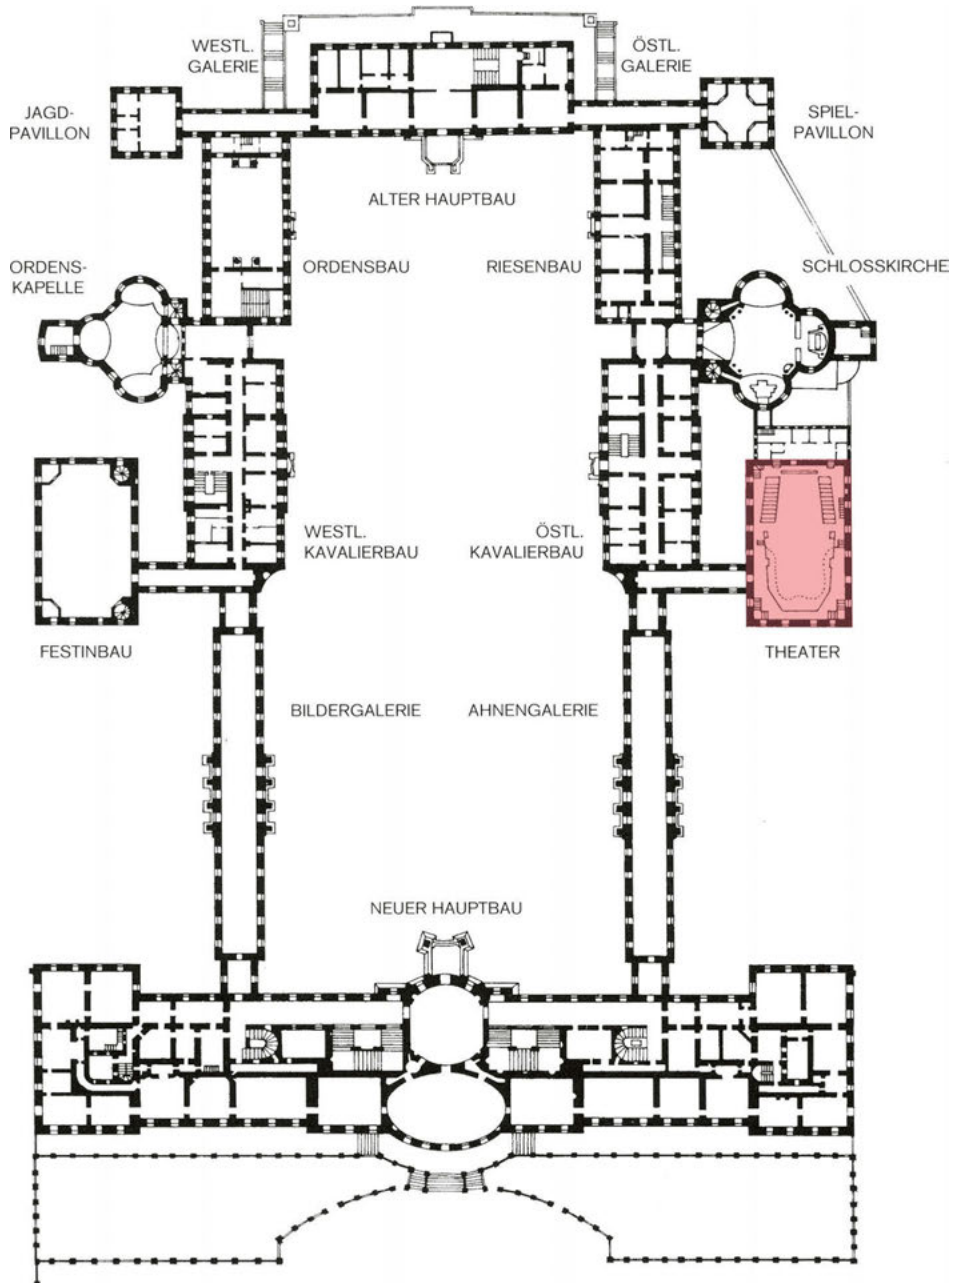 WESTL.
GALERIE
ÖSTL.
GALERIE
JAGD-
PAVILLON
SPIEL-
PAVILLON
ALTER HAUPTBAU
ORDENS-
KAPELLE
ORDENSBAU
RIESENBAU
SCHLOSSKIRCHE
WESTL.
KAVALIERBAU
ÖSTL.
KAVALIERBAU
FESTINBAU
THEATER
BILDERGALERIE
AHNENGALERIE
NEUER HAUPTBAU